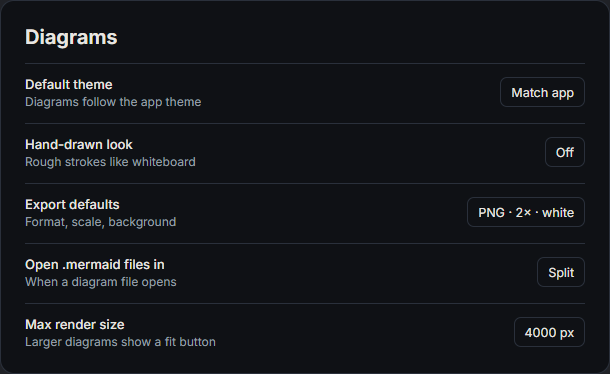 Diagrams
Default theme
Diagrams follow the app theme
Match app
Hand-drawn look
Rough strokes like whiteboard
Off
Export defaults
Format, scale, background
PNG · 2× · white
Open .mermaid files in
When a diagram file opens
Split
Max render size
Larger diagrams show a fit button
4000 px